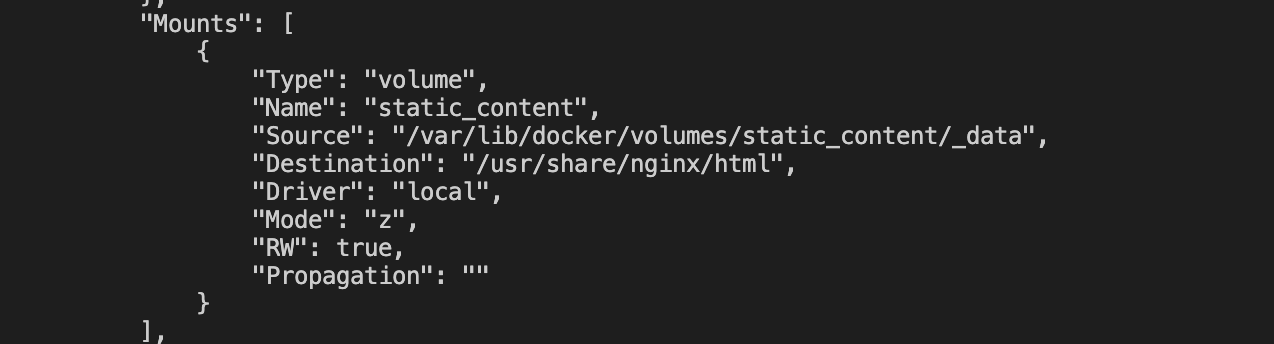 },
"Mounts": [
{
"Type": "volume",
"Name": "static_content",
"Source": "/var/lib/docker/volumes/static_content/_data",
"Destination": "/usr/share/nginx/html",
"Driver": "local",
"Mode": "z",
"RW": true,
"Propagation": ""
}
],